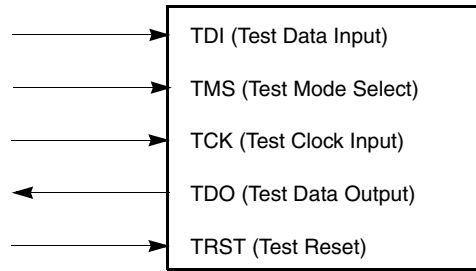 TDI (Test Data Input)
TMS (Test Mode Select)
TCK (Test Clock Input)
TDO (Test Data Output)
TRST (Test Reset)